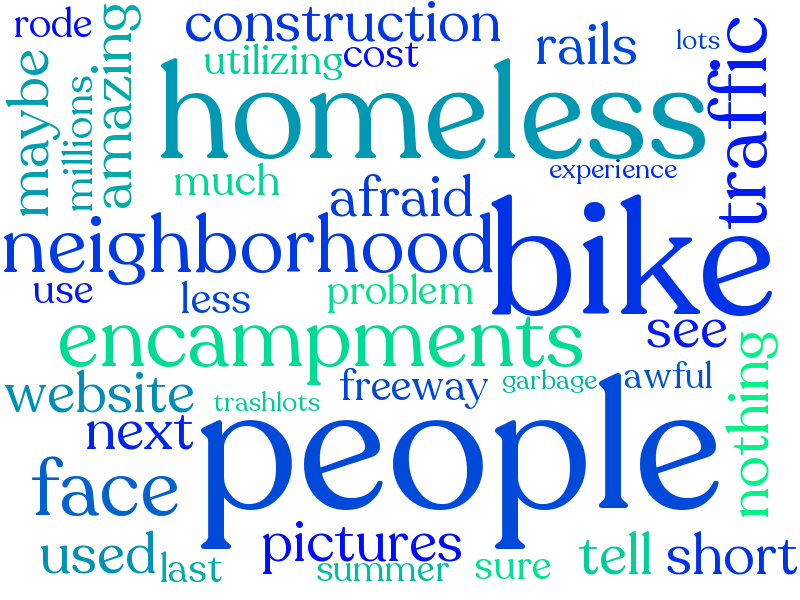 rode
construction
rails
lots
traffic
maybe
millions
amazing
utilizing
cost
homeless
much
afraid
experience
neighborhood
bike
use
less
problem
encampments
see
nothing
website
trashlots
freeway
garbage
awful
next
people
face
used
last
pictures
summer
sure
tell
short